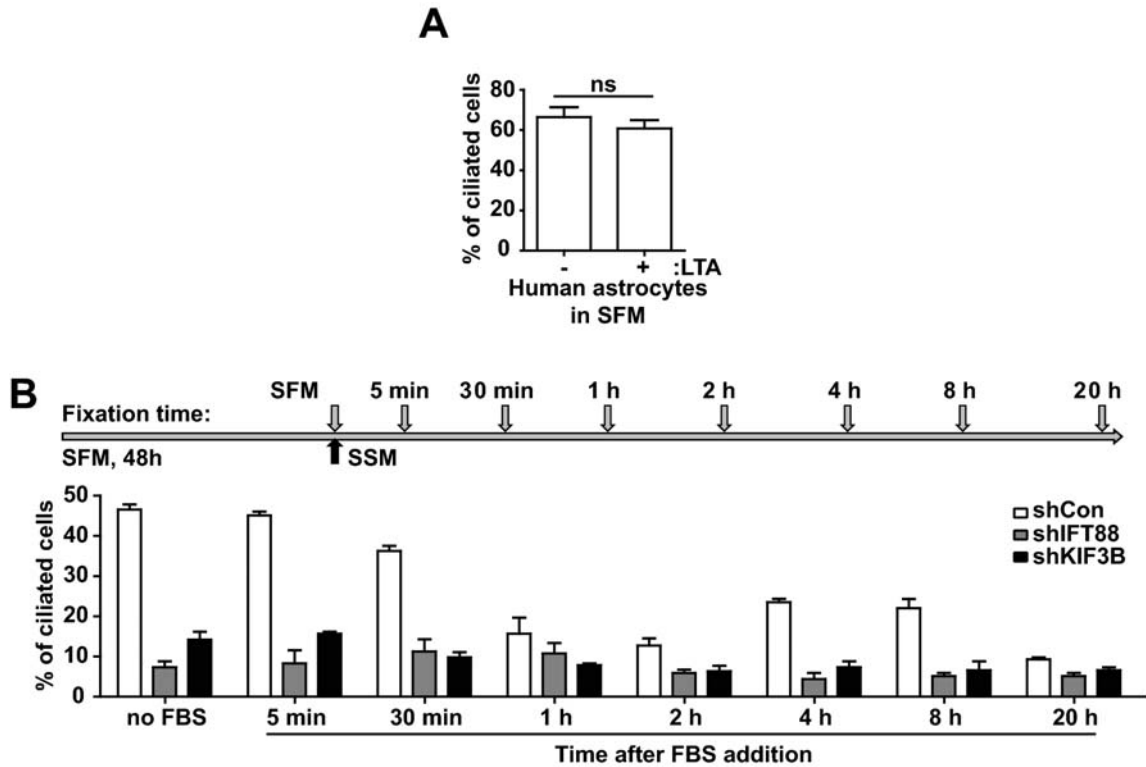 A
80
60
40
20
0
% of ciliated cells
ns
- + :LTA
Human astrocytes
in SFM
B
Fixation time:
SFM 5 min 30 min 1 h 2 h 4 h 8 h 20 h
SFM, 48h SSM
50
40
30
20
10
0
% of ciliated cells
shCon
shIFT88
shKIF3B
no FBS 5 min 30 min 1 h 2 h 4 h 8 h 20 h
Time after FBS addition